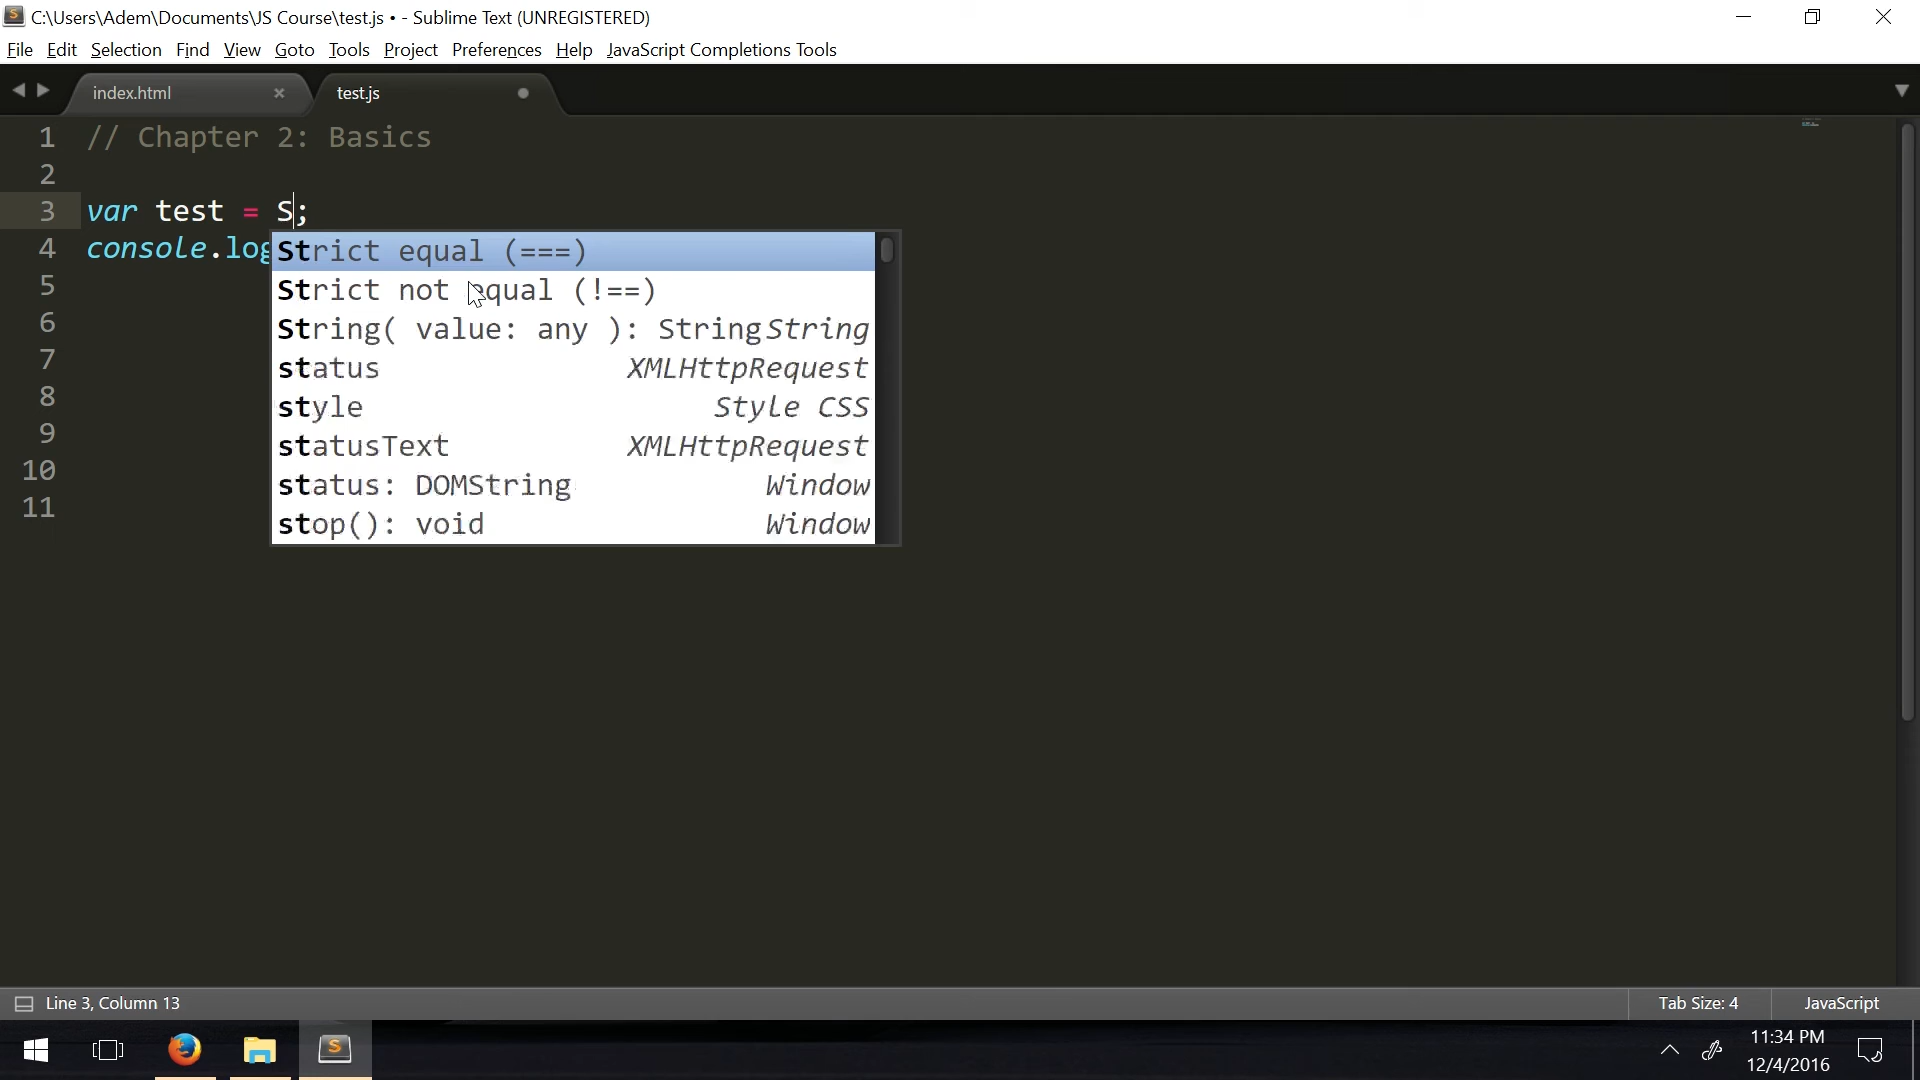 C:\Users\Adem\Documents\JS Course\test.js • - Sublime Text (UNREGISTERED)
File Edit Selection Find View Goto Tools Project Preferences Help JavaScript Completions Tools
index.html × test.js
1 // Chapter 2: Basics
2
3 var test = S;
4 console.log
Strict equal (===)
5 Strict not equal (!==)
6 String( value: any ): String String
7 status XMLHttpRequest
8 style Style CSS
9 statusText XMLHttpRequest
10 status: DOMString Window
11 stop(): void Window
Line 3, Column 13 Tab Size: 4 JavaScript
11:34 PM
12/4/2016